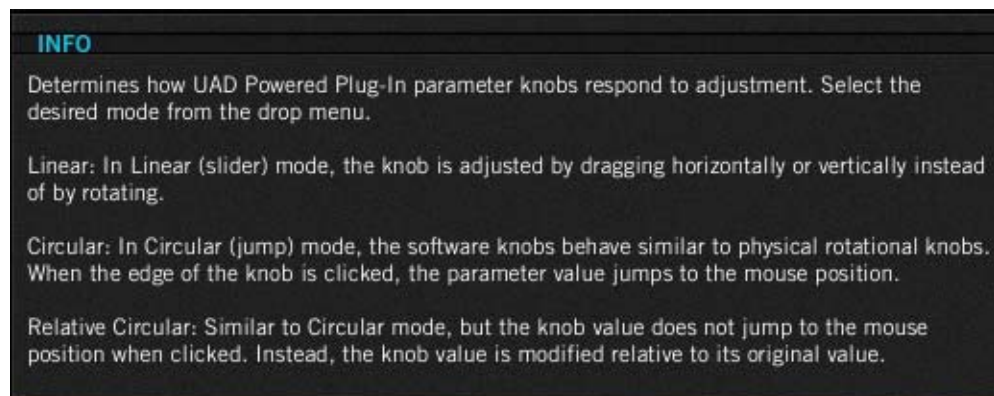 INFO
Determines how UAD Powered Plug-In parameter knobs respond to adjustment. Select the
desired mode from the drop menu.
Linear: In Linear (slider) mode, the knob is adjusted by dragging horizontally or vertically instead
of by rotating.
Circular: In Circular (jump) mode, the software knobs behave similar to physical rotational knobs.
When the edge of the knob is clicked, the parameter value jumps to the mouse position.
Relative Circular: Similar to Circular mode, but the knob value does not jump to the mouse
position when clicked. Instead, the knob value is modified relative to its original value.